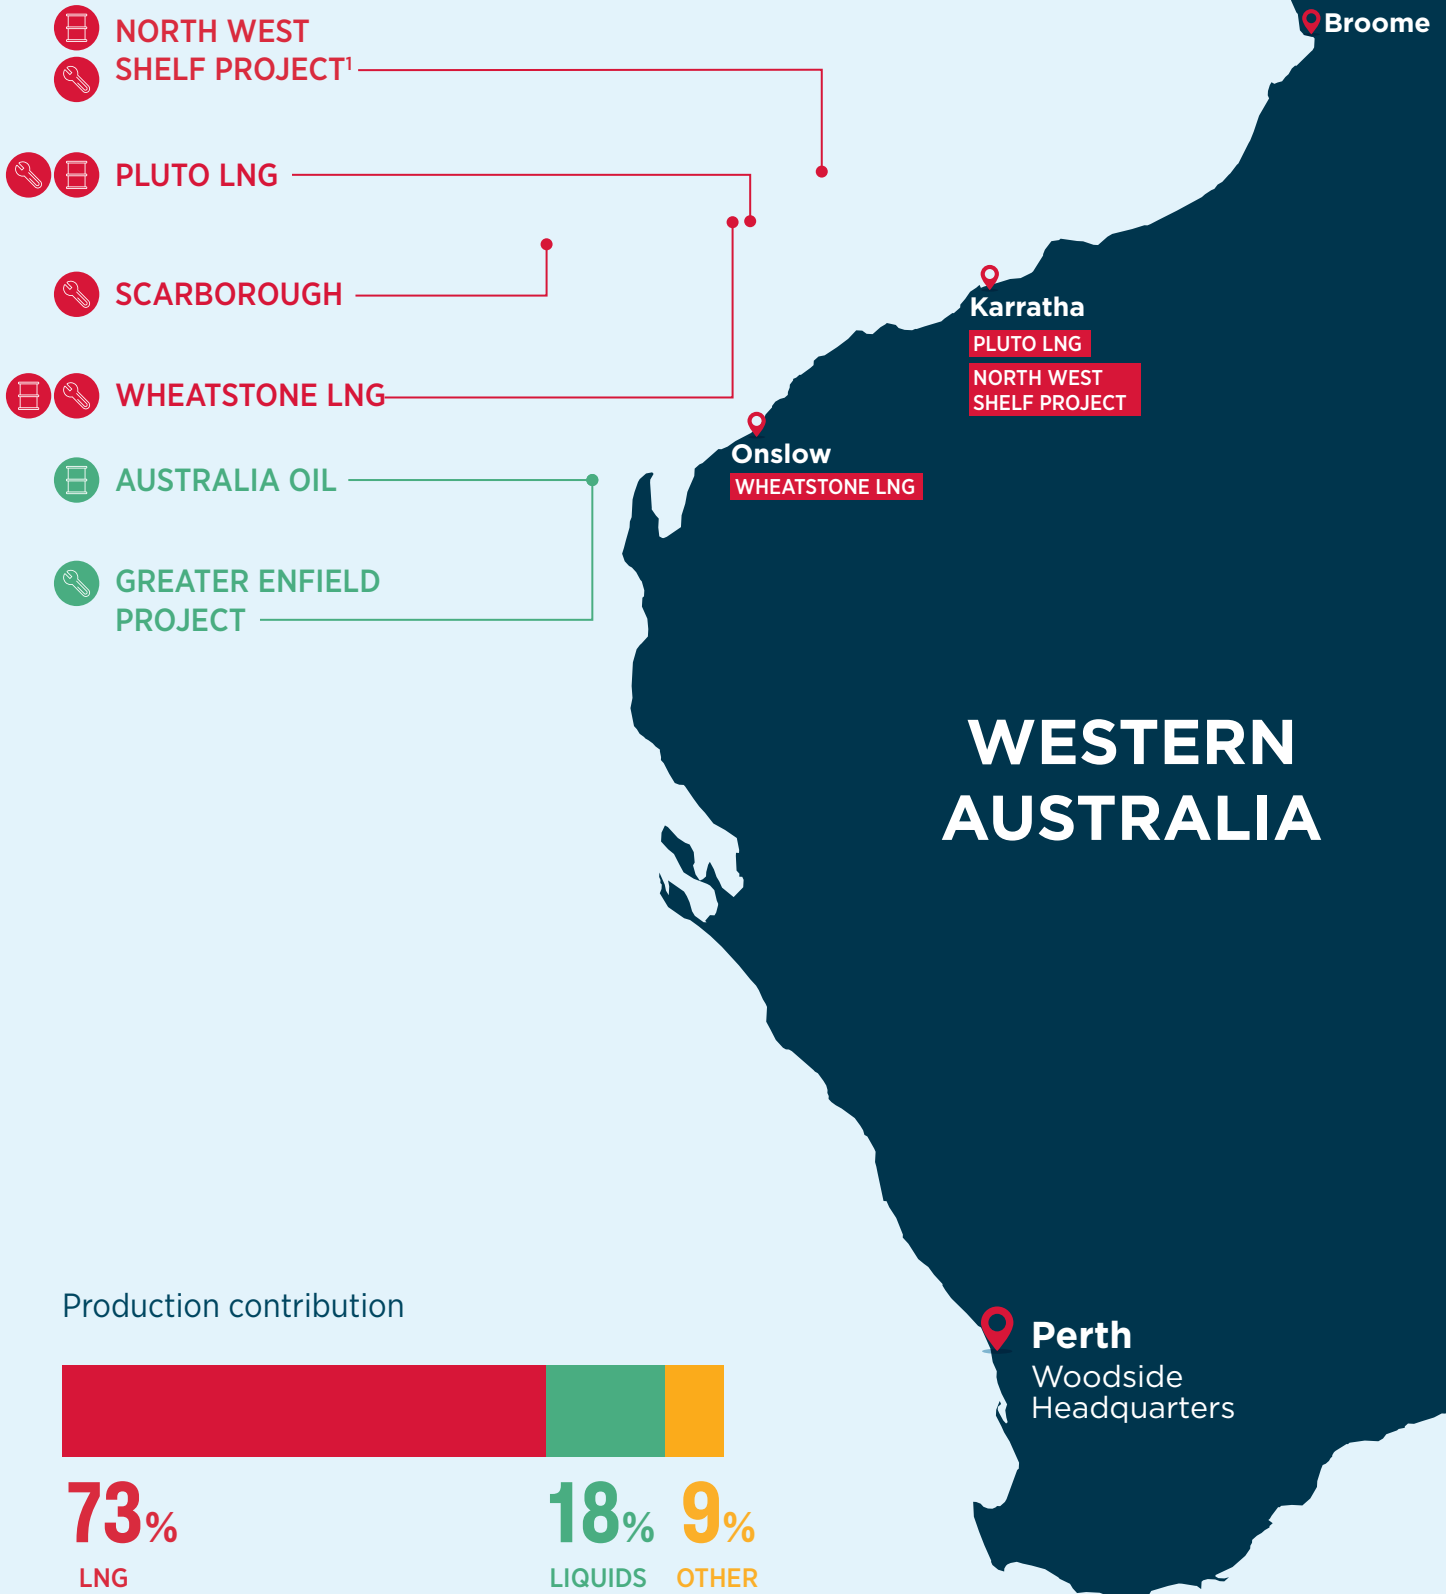 NORTH WEST
SHELF PROJECT¹
PLUTO LNG
SCARBOROUGH
WHEATSTONE LNG
AUSTRALIA OIL
GREATER ENFIELD
PROJECT
Broome
Karratha
PLUTO LNG
NORTH WEST
SHELF PROJECT
Onslow
WHEATSTONE LNG
WESTERN
AUSTRALIA
Perth
Woodside
Headquarters
Production contribution
73%
LNG
18%
LIQUIDS
9%
OTHER